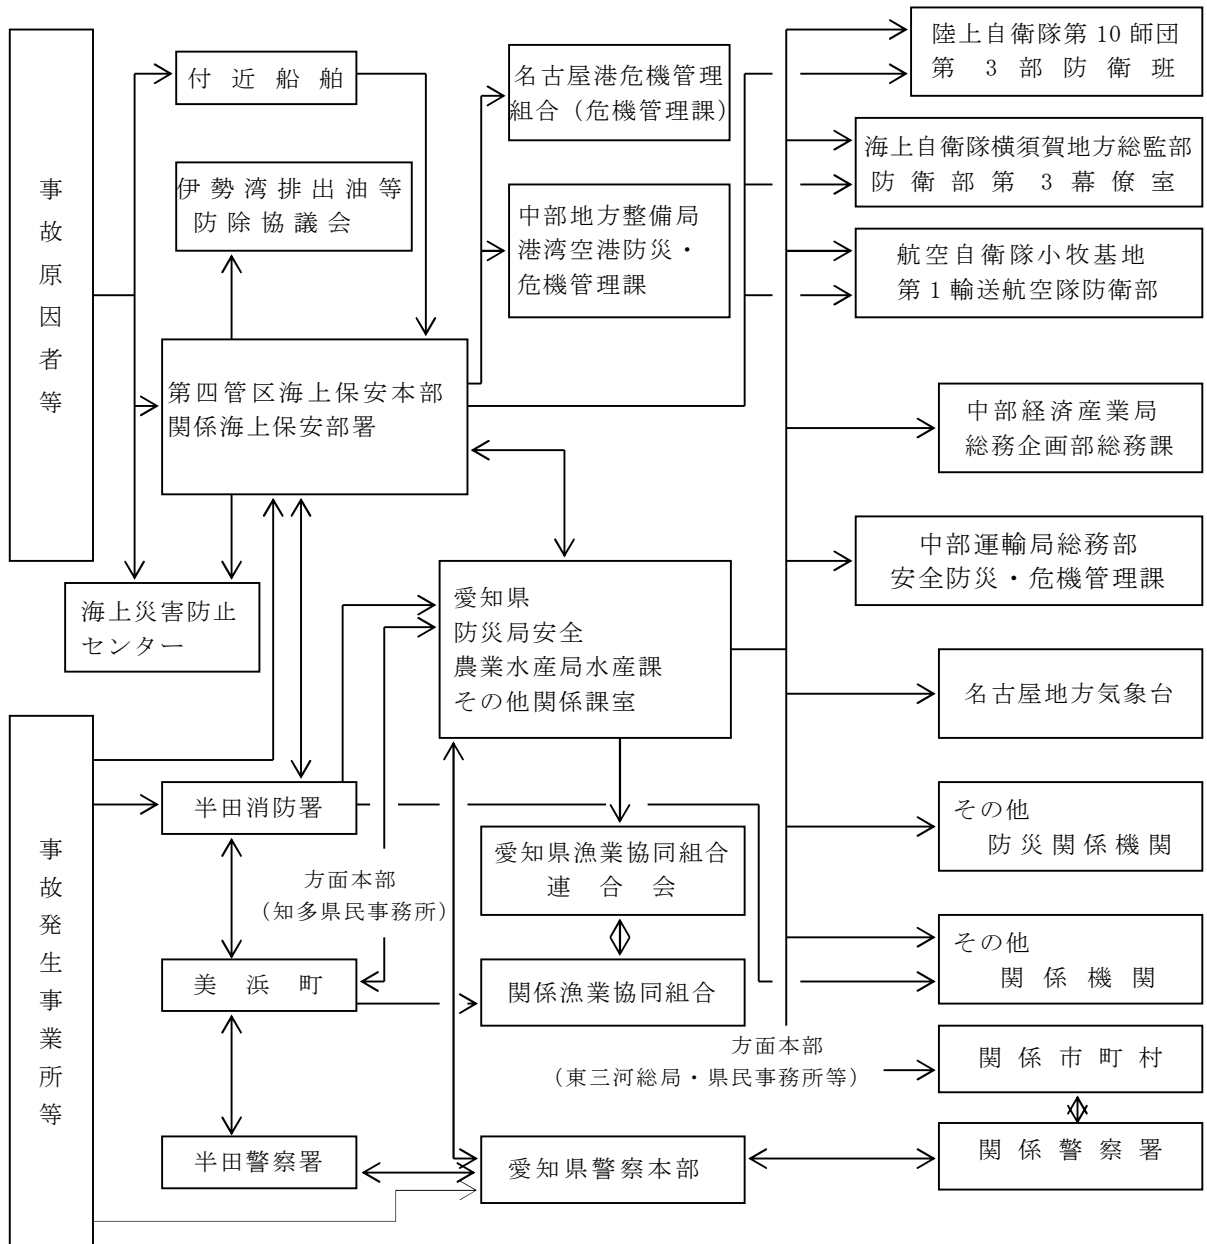 事故原因者等
付近船舶
伊勢湾排出油等
防除協議会
第四管区海上保安本部
関係海上保安部署
海上災害防止
センター
名古屋港危機管理
組合（危機管理課）
中部地方整備局
港湾空港防災・
危機管理課
愛知県
防災局安全
農業水産局水産課
その他関係課室
陸上自衛隊第10師団
第3部防衛班
海上自衛隊横須賀地方総監部
防衛部第3幕僚室
航空自衛隊小牧基地
第1輸送航空隊防衛部
中部経済産業局
総務企画部総務課
中部運輸局総務部
安全防災・危機管理課
名古屋地方気象台
その他
防災関係機関
その他
関係機関
関係市町村
関係警察署
事故発生事業所等
半田消防署
方面本部
（知多県民事務所）
美浜町
半田警察署
愛知県漁業協同組合
連合会
関係漁業協同組合
方面本部
（東三河総局・県民事務所等）
愛知県警察本部